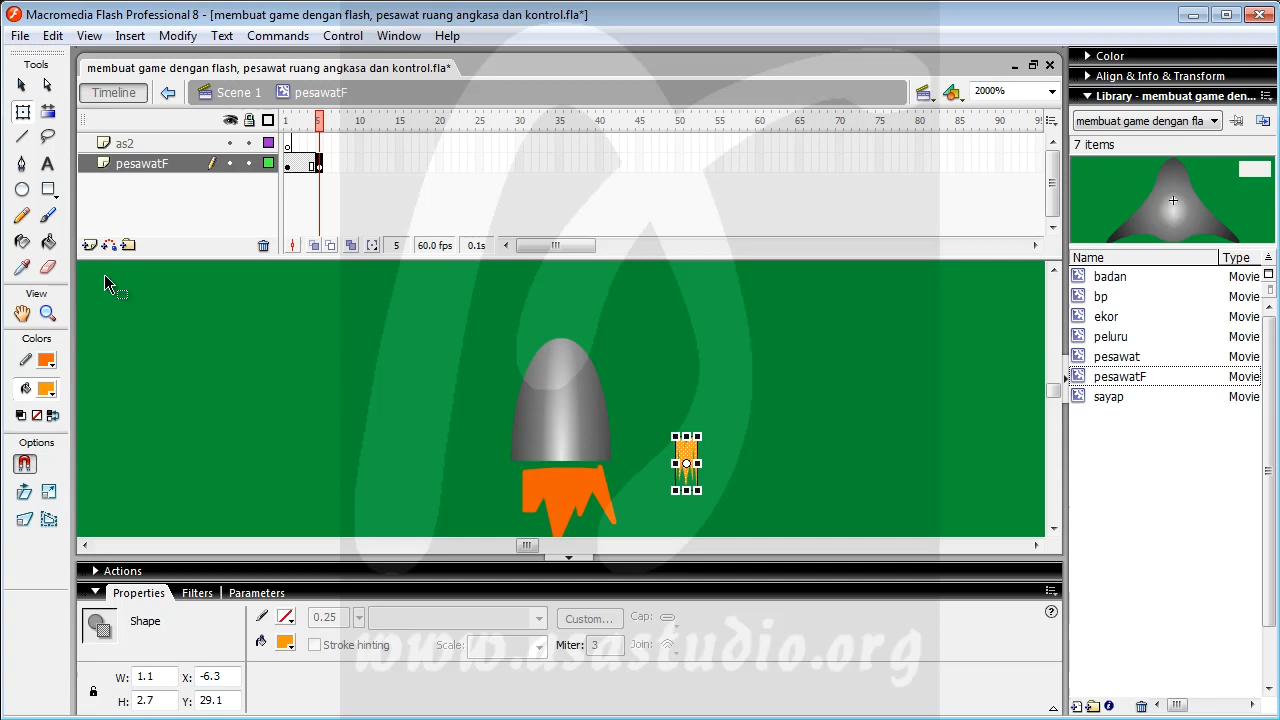 Macromedia Flash Professional 8 - [membuat game dengan flash, pesawat ruang angkasa dan kontrol.fla*]
File Edit View Insert Modify Text Commands Control Window Help
Tools
membuat game dengan flash, pesawat ruang angkasa dan kontrol.fla*
Timeline Scene 1 pesawatF 2000%
1 5 10 15 20 25 30 35 40 45 50 55 60 65 70 75 80 85 90 95
as2
pesawatF
5 60.0 fps 0.1s
View
Colors
Options
Color
Align & Info & Transform
Library - membuat game den...
membuat game dengan fla
7 items
Name Type
badan Movie
bp Movie
ekor Movie
peluru Movie
pesawat Movie
pesawatF Movie
sayap Movie
Actions
Properties Filters Parameters
Shape
0.25 Custom... Cap:
Stroke hinting Scale: Miter: 3 Join:
W: 1.1 X: -6.3
H: 2.7 Y: 29.1
www.asastudio.org